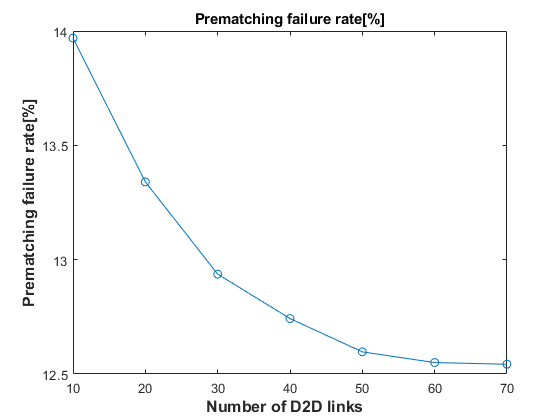 Prematching failure rate[%]
Prematching failure rate[%]
14
13.5
13
12.5
10 20 30 40 50 60 70
Number of D2D links